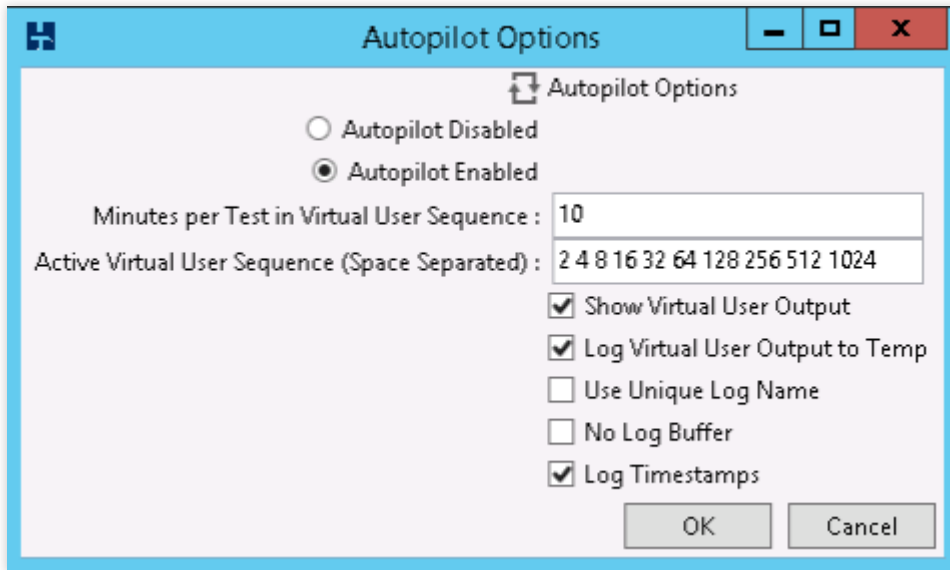 Autopilot Options
Autopilot Options
Autopilot Disabled
Autopilot Enabled
Minutes per Test in Virtual User Sequence : 10
Active Virtual User Sequence (Space Separated) : 2 4 8 16 32 64 128 256 512 1024
Show Virtual User Output
Log Virtual User Output to Temp
Use Unique Log Name
No Log Buffer
Log Timestamps
OK Cancel